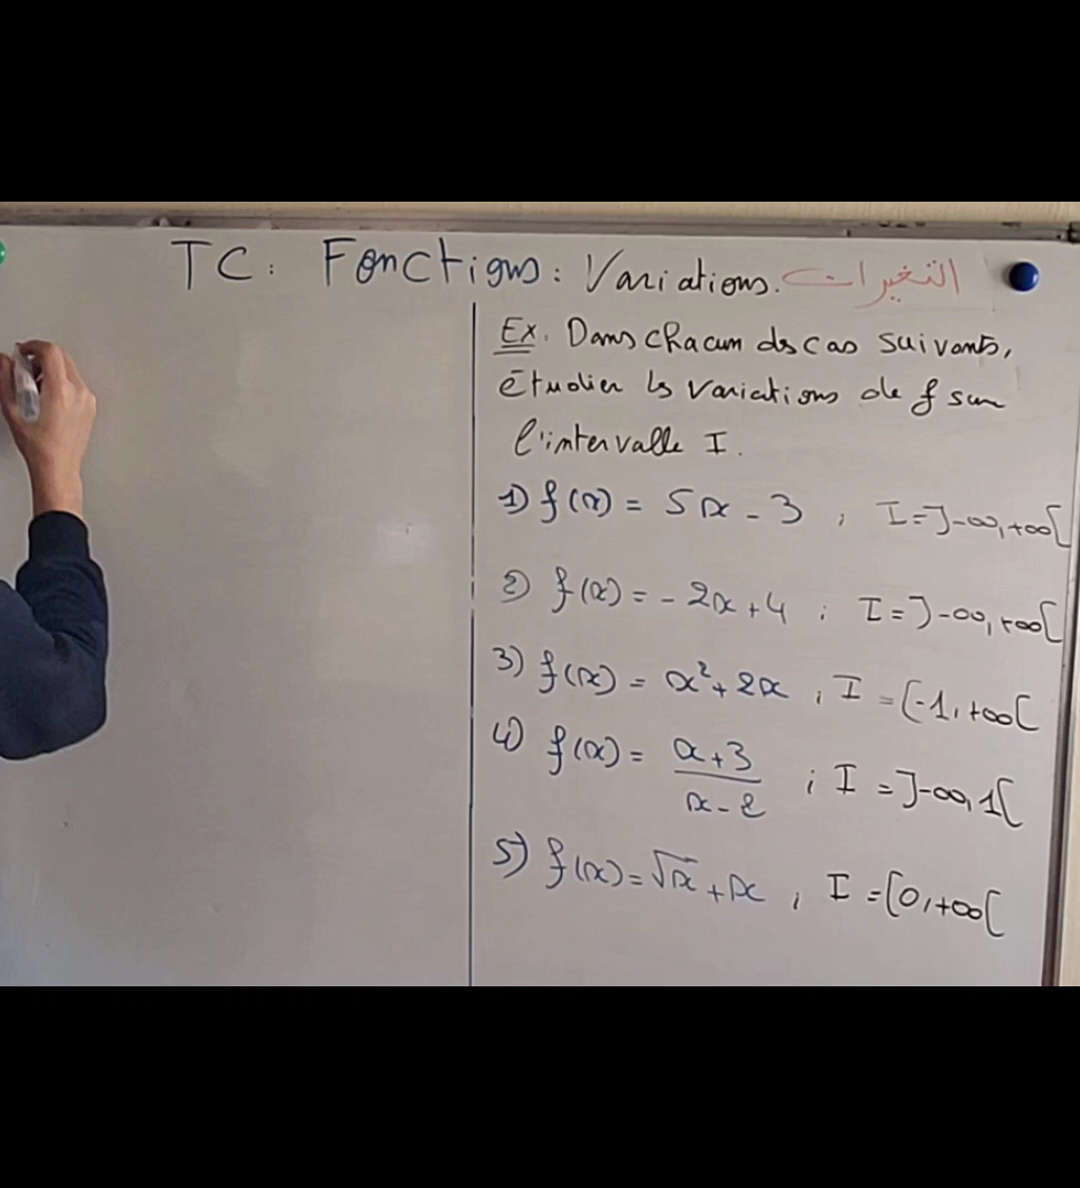 TC: Fonctions: Variations. التغيرات
Ex. Dans chacun des cas suivants,
étudier les variations de f sur
l'intervalle I.
1) f(x) = 5x - 3 ; I = ]-∞, +∞[
2) f(x) = -2x + 4 ; I = ]-∞, +∞[
3) f(x) = x² + 2x ; I = [-1, +∞[
4) f(x) = x+3 / x-2 ; I = ]-∞, 1[
5) f(x) = √x + x ; I = [0, +∞[